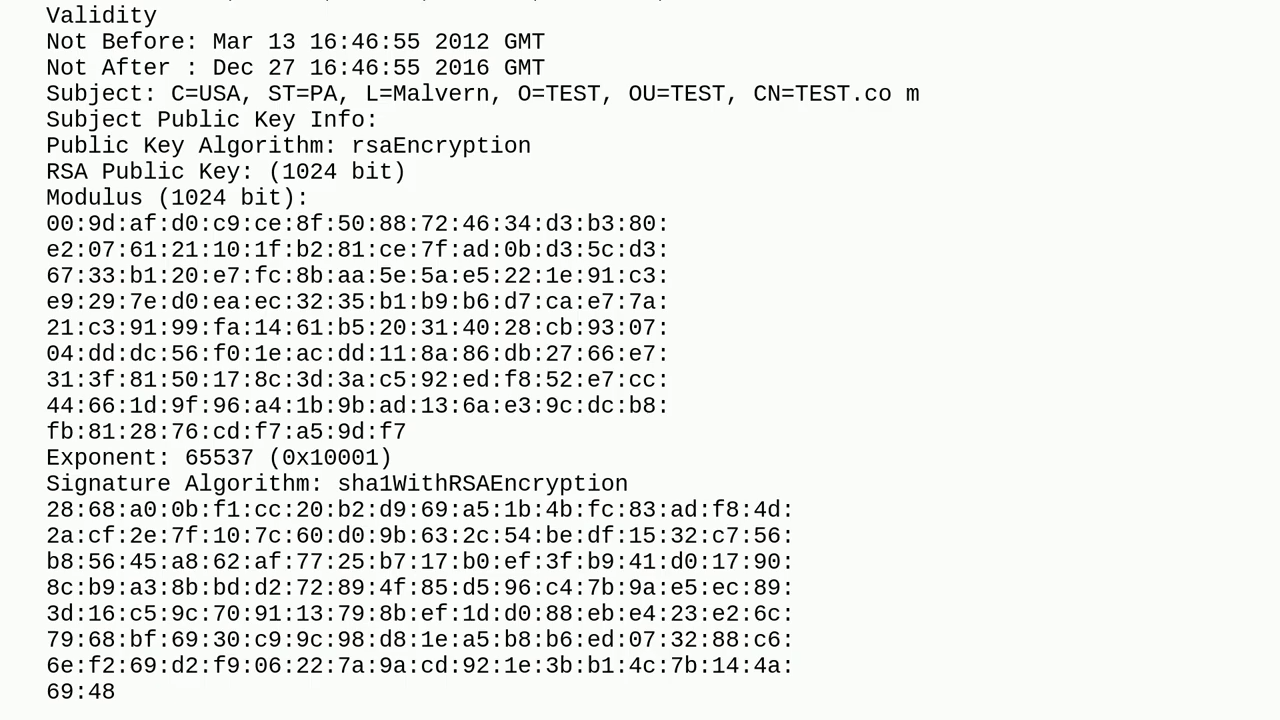 Validity
Not Before: Mar 13 16:46:55 2012 GMT
Not After : Dec 27 16:46:55 2016 GMT
Subject: C=USA, ST=PA, L=Malvern, O=TEST, OU=TEST, CN=TEST.co m
Subject Public Key Info:
Public Key Algorithm: rsaEncryption
RSA Public Key: (1024 bit)
Modulus (1024 bit):
00:9d:af:d0:c9:ce:8f:50:88:72:46:34:d3:b3:80:
e2:07:61:21:10:1f:b2:81:ce:7f:ad:0b:d3:5c:d3:
67:33:b1:20:e7:fc:8b:aa:5e:5a:e5:22:1e:91:c3:
e9:29:7e:d0:ea:ec:32:35:b1:b9:b6:d7:ca:e7:7a:
21:c3:91:99:fa:14:61:b5:20:31:40:28:cb:93:07:
04:dd:dc:56:f0:1e:ac:dd:11:8a:86:db:27:66:e7:
31:3f:81:50:17:8c:3d:3a:c5:92:ed:f8:52:e7:cc:
44:66:1d:9f:96:a4:1b:9b:ad:13:6a:e3:9c:dc:b8:
fb:81:28:76:cd:f7:a5:9d:f7
Exponent: 65537 (0x10001)
Signature Algorithm: sha1WithRSAEncryption
28:68:a0:0b:f1:cc:20:b2:d9:69:a5:1b:4b:fc:83:ad:f8:4d:
2a:cf:2e:7f:10:7c:60:d0:9b:63:2c:54:be:df:15:32:c7:56:
b8:56:45:a8:62:af:77:25:b7:17:b0:ef:3f:b9:41:d0:17:90:
8c:b9:a3:8b:bd:d2:72:89:4f:85:d5:96:c4:7b:9a:e5:ec:89:
3d:16:c5:9c:70:91:13:79:8b:ef:1d:d0:88:eb:e4:23:e2:6c:
79:68:bf:69:30:c9:9c:98:d8:1e:a5:b8:b6:ed:07:32:88:c6:
6e:f2:69:d2:f9:06:22:7a:9a:cd:92:1e:3b:b1:4c:7b:14:4a:
69:48